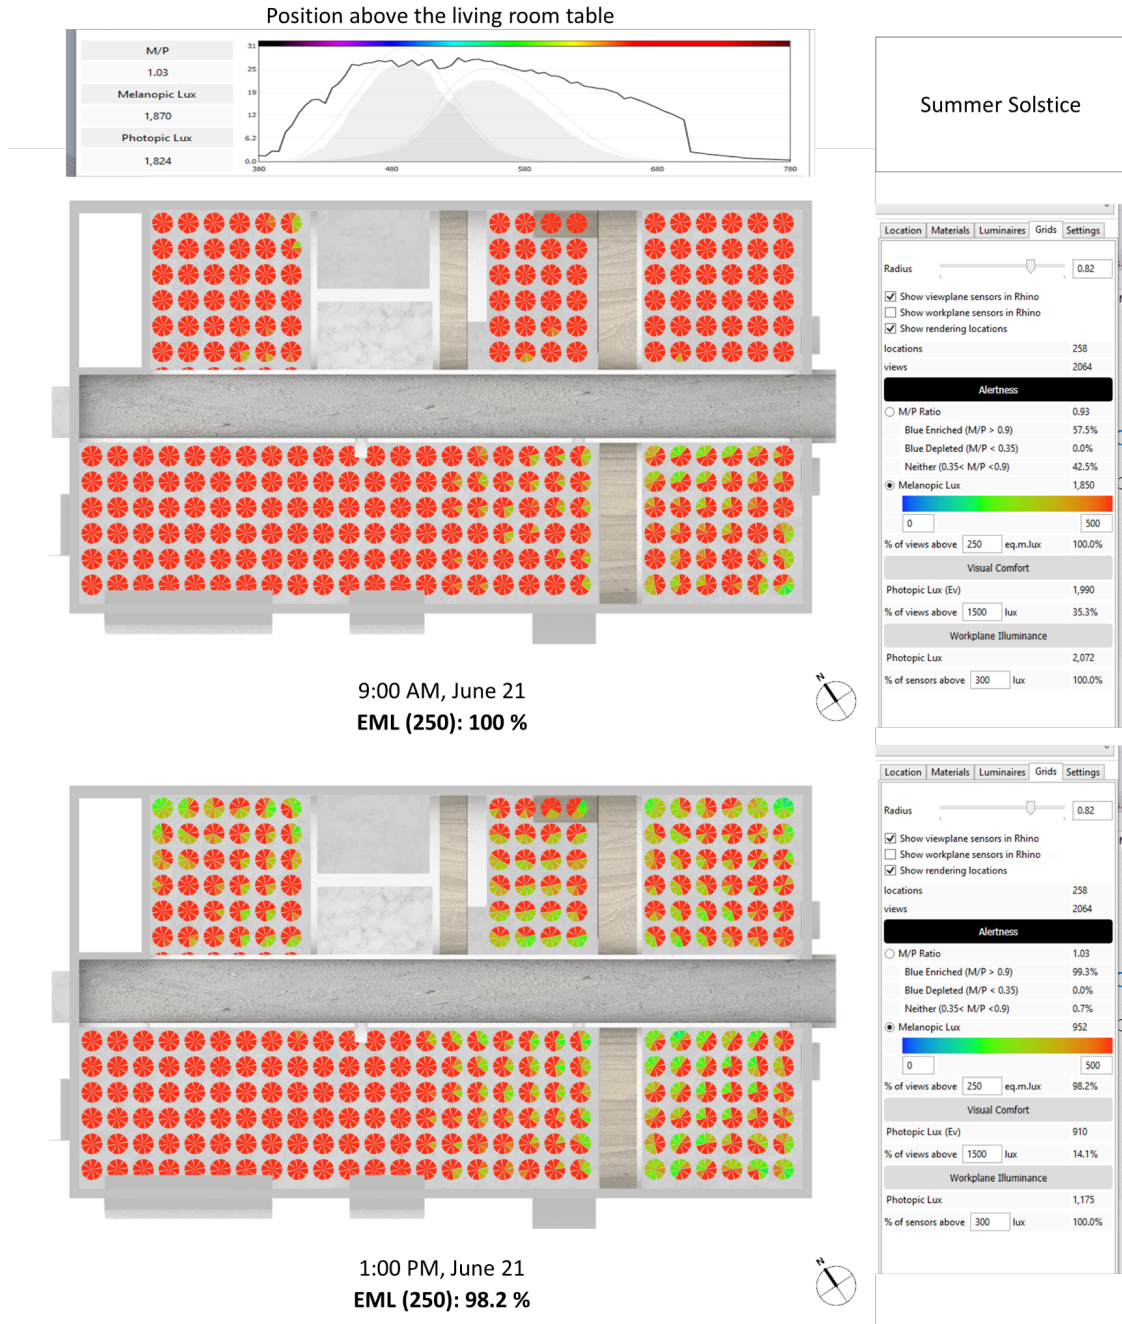 Position above the living room table
M/P
1.03
Melanopic Lux
1,870
Photopic Lux
1,824
31
25
19
12
6.2
0.0
380
480
580
680
780
Summer Solstice
Location Materials Luminaires Grids Settings
Radius 0.82
Show viewplane sensors in Rhino
Show workplane sensors in Rhino
Show rendering locations
locations 258
views 2064
Alertness
M/P Ratio 0.93
Blue Enriched (M/P > 0.9) 57.5%
Blue Depleted (M/P < 0.35) 0.0%
Neither (0.35< M/P <0.9) 42.5%
Melanopic Lux 1,850
0 500
% of views above 250 eq.m.lux 100.0%
Visual Comfort
Photopic Lux (Ev) 1,990
% of views above 1500 lux 35.3%
Workplane Illuminance
Photopic Lux 2,072
% of sensors above 300 lux 100.0%
9:00 AM, June 21
EML (250): 100 %
N
Location Materials Luminaires Grids Settings
Radius 0.82
Show viewplane sensors in Rhino
Show workplane sensors in Rhino
Show rendering locations
locations 258
views 2064
Alertness
M/P Ratio 1.03
Blue Enriched (M/P > 0.9) 99.3%
Blue Depleted (M/P < 0.35) 0.0%
Neither (0.35< M/P <0.9) 0.7%
Melanopic Lux 952
0 500
% of views above 250 eq.m.lux 98.2%
Visual Comfort
Photopic Lux (Ev) 910
% of views above 1500 lux 14.1%
Workplane Illuminance
Photopic Lux 1,175
% of sensors above 300 lux 100.0%
1:00 PM, June 21
EML (250): 98.2 %
N